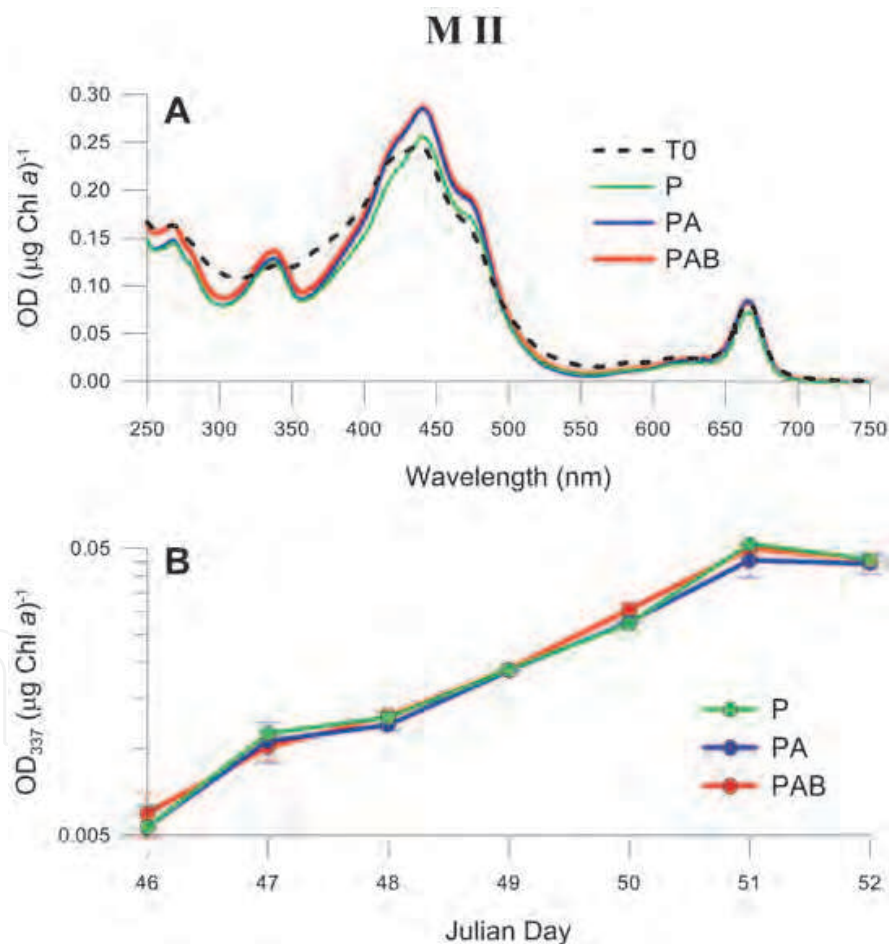 M II
A
OD (µg Chl a)⁻¹
0.30
0.25
0.20
0.15
0.10
0.05
0.00
T0
P
PA
PAB
250 300 350 400 450 500 550 600 650 700 750
Wavelength (nm)
B
OD₃₃₇ (µg Chl a)⁻¹
0.05
0.005
P
PA
PAB
46 47 48 49 50 51 52
Julian Day